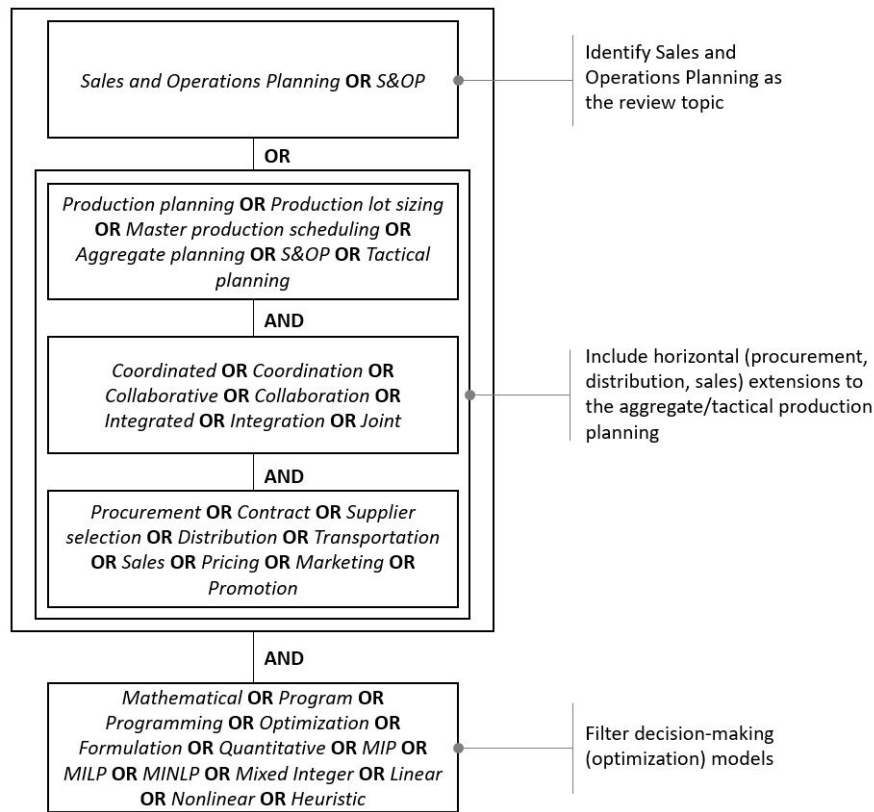 Sales and Operations Planning OR S&OP
Identify Sales and
Operations Planning as
the review topic
OR
Production planning OR Production lot sizing
OR Master production scheduling OR
Aggregate planning OR S&OP OR Tactical
planning
AND
Coordinated OR Coordination OR
Collaborative OR Collaboration OR
Integrated OR Integration OR Joint
Include horizontal (procurement,
distribution, sales) extensions to
the aggregate/tactical production
planning
AND
Procurement OR Contract OR Supplier
selection OR Distribution OR Transportation
OR Sales OR Pricing OR Marketing OR
Promotion
AND
Mathematical OR Program OR
Programming OR Optimization OR
Formulation OR Quantitative OR MIP OR
MILP OR MINLP OR Mixed Integer OR Linear
OR Nonlinear OR Heuristic
Filter decision-making
(optimization) models